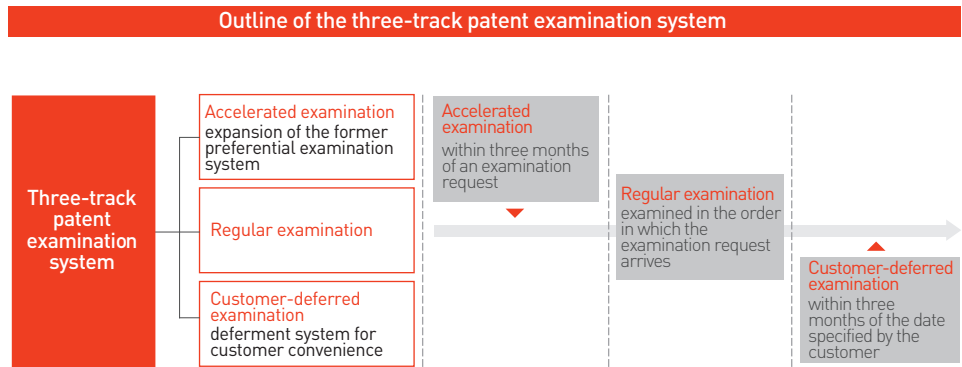 Outline of the three-track patent examination system
Three-track
patent
examination
system
Accelerated examination
expansion of the former
preferential examination
system
Regular examination
Customer-deferred
examination
deferment system for
customer convenience
Accelerated
examination
within three months
of an examination
request
Regular examination
examined in the order
in which the
examination request
arrives
Customer-deferred
examination
within three
months of the date
specified by the
customer